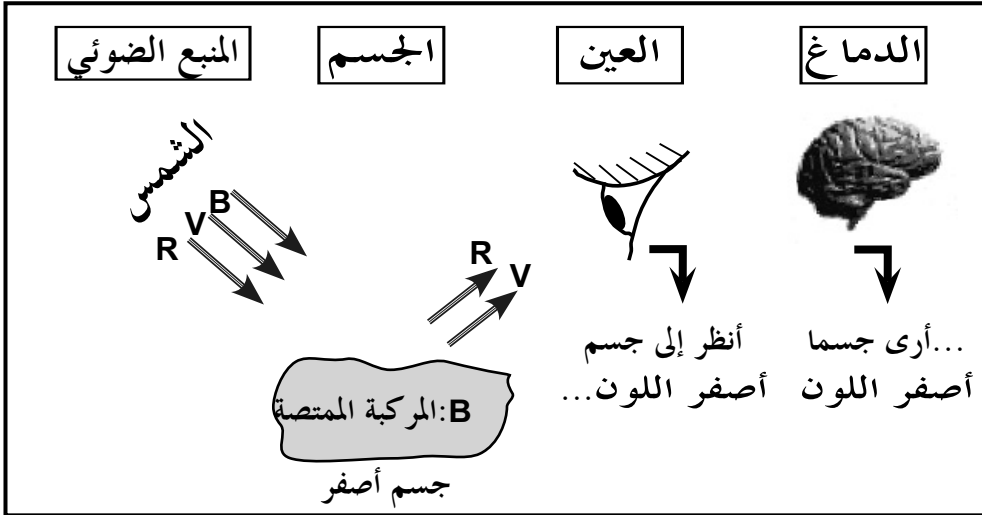 الدماغ
العين
الجسم
المنبع الضوئي
الشمس
B
V
R
R
V
أنظر إلى جسم
أصفر اللون...
...أرى جسما
أصفر اللون
B:المركبة الممتصة
جسم أصفر